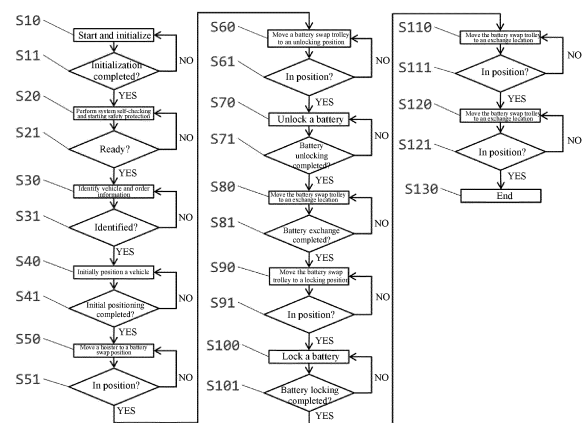 S10
Start and initialize
S11
Initialization
completed?
NO
YES
S20
Perform system self-checking
and starting safety protection
S21
Ready?
NO
YES
S30
Identify vehicle and order
information
S31
Identified?
NO
YES
S40
Initially position a vehicle
S41
Initial positioning
completed?
NO
YES
S50
Move a hoister to a battery
swap position
S51
In position?
NO
YES
S60
Move a battery swap trolley
to an unlocking position
S61
In position?
NO
YES
S70
Unlock a battery
S71
Battery
unlocking
completed?
NO
YES
S80
Move the battery swap trolley
to an exchange location
S81
Battery exchange
completed?
NO
YES
S90
Move the battery swap
trolley to a locking position
S91
In position?
NO
YES
S100
Lock a battery
S101
Battery locking
completed?
NO
YES
S110
Move the battery swap trolley
to an exchange location
S111
In position?
NO
YES
S120
Move the battery swap trolley
to an exchange location
S121
In position?
NO
YES
S130
End